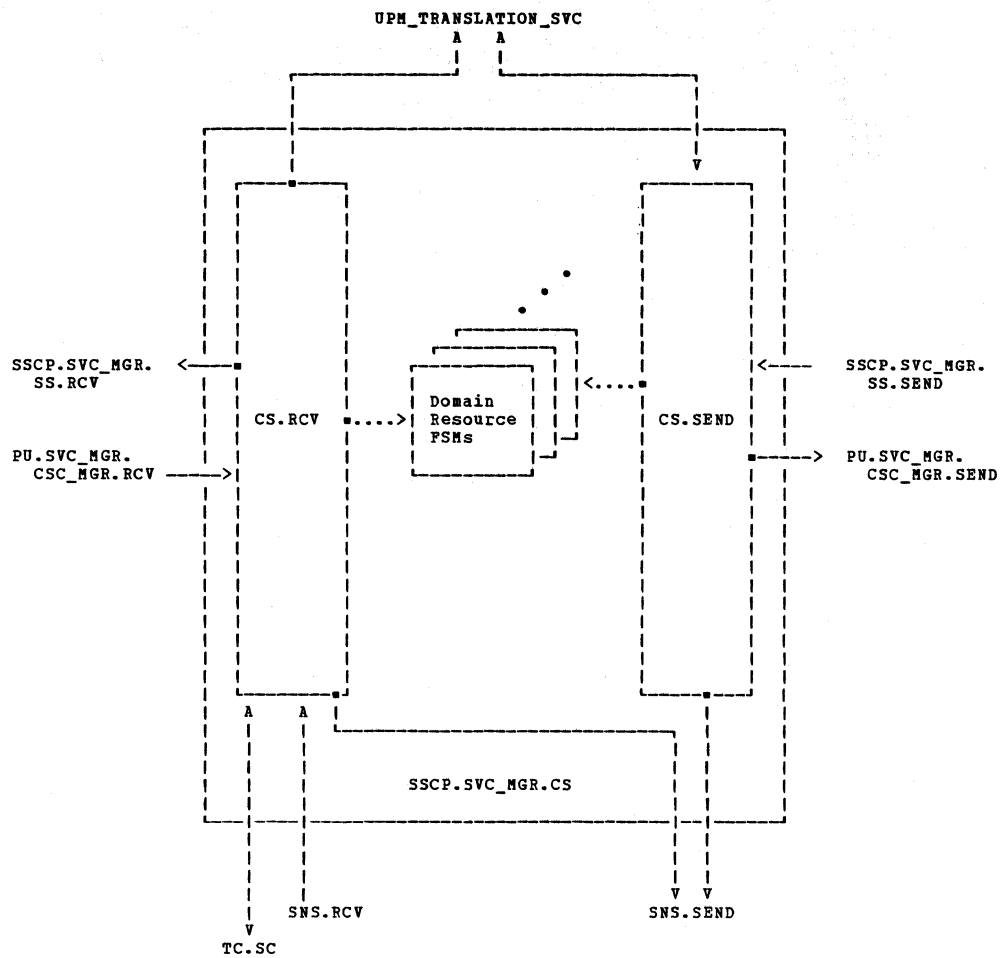 UPM_TRANSLATION_SVC
SSCP.SVC_MGR.
SS.RCV
PU.SVC_MGR.
CSC_MGR.RCV
CS.RCV
Domain
Resource
FSMs
CS.SEND
SSCP.SVC_MGR.
SS.SEND
PU.SVC_MGR.
CSC_MGR.SEND
SSCP.SVC_MGR.CS
SNS.RCV
SNS.SEND
TC.SC